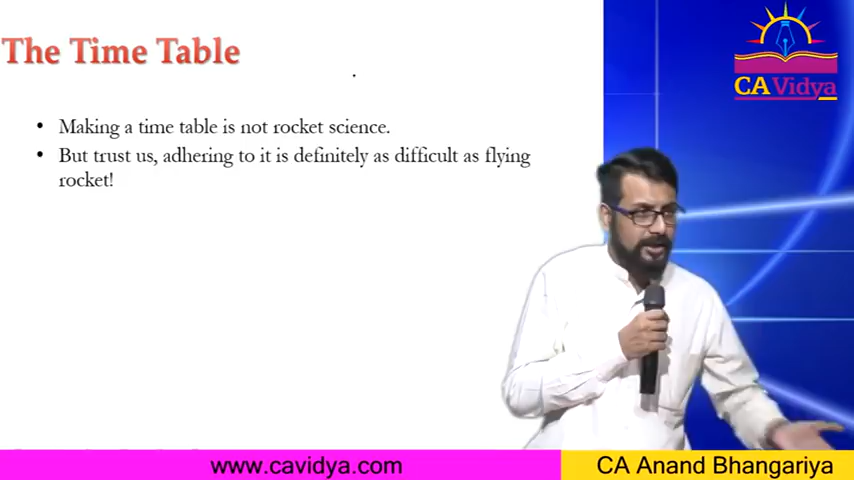 The Time Table
• Making a time table is not rocket science.
• But trust us, adhering to it is definitely as difficult as flying
rocket!
CA Vidya
www.cavidya.com
CA Anand Bhangariya